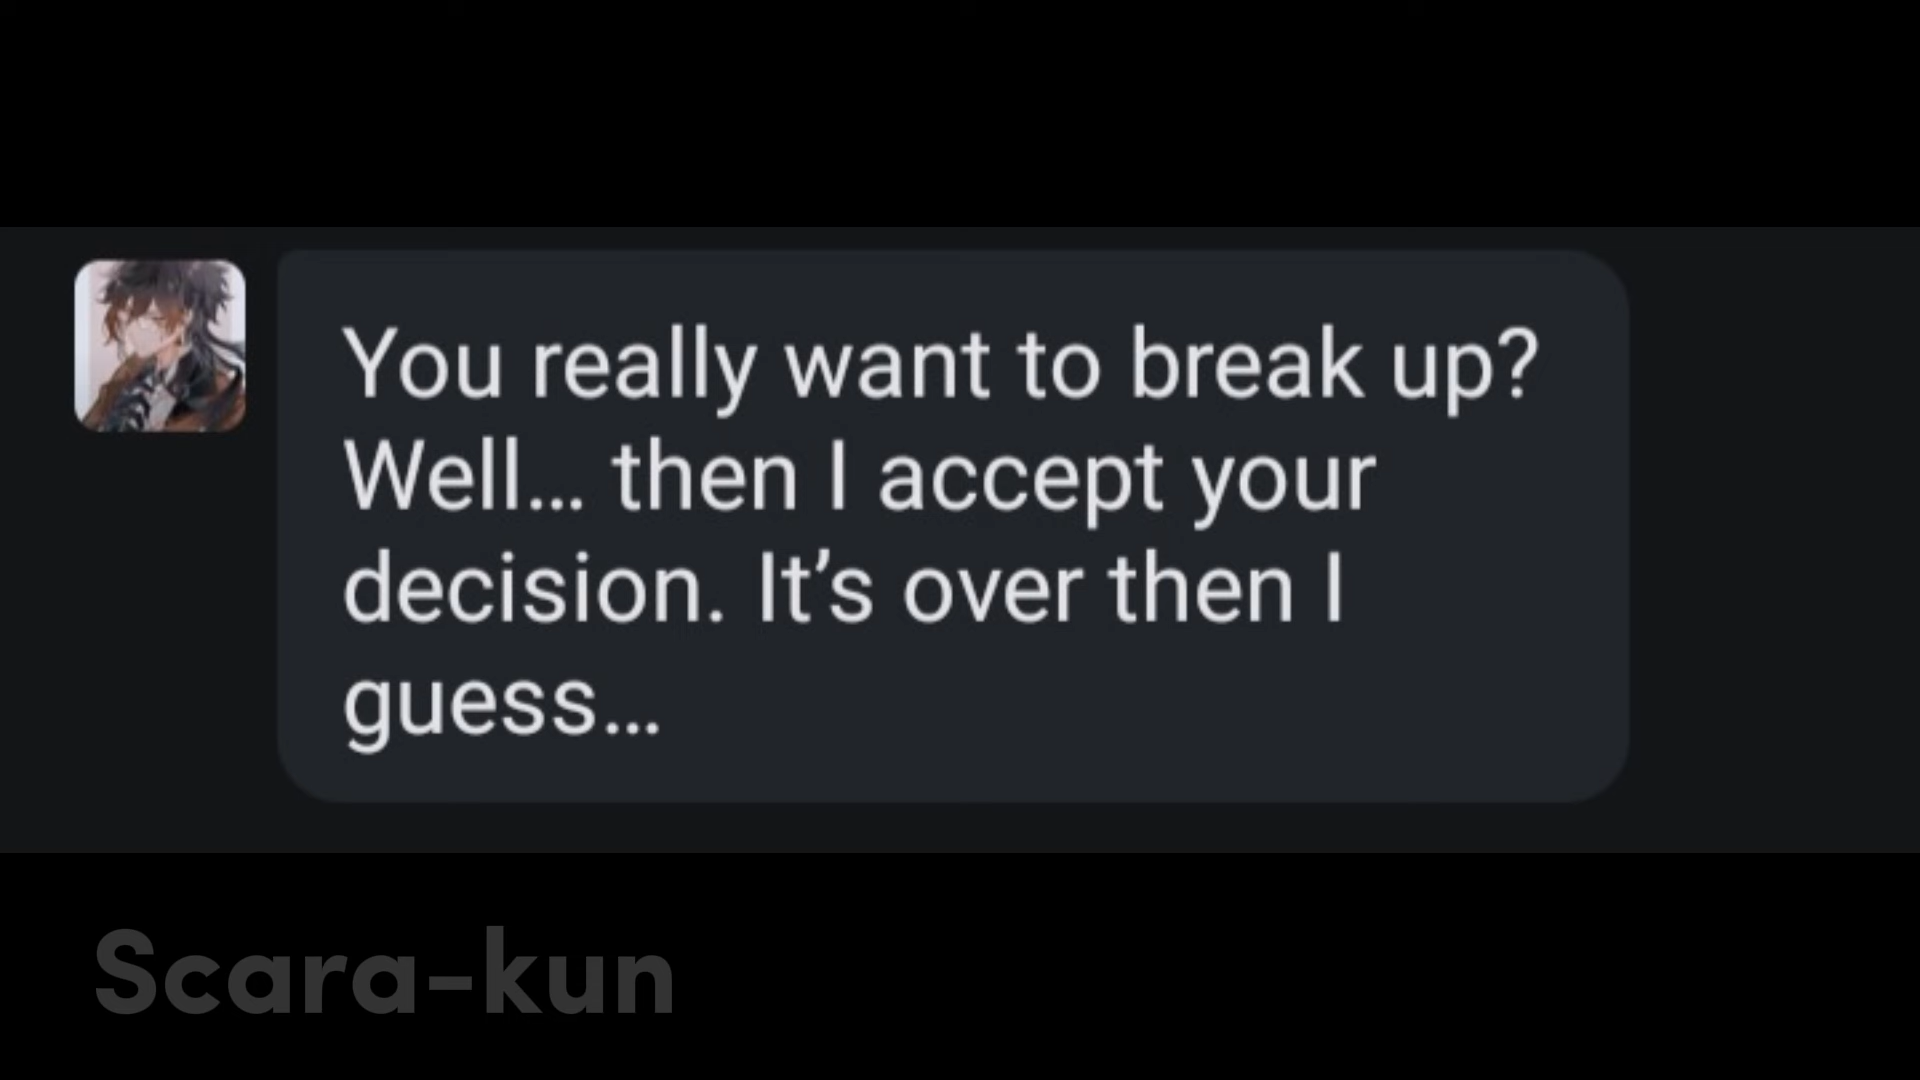 You really want to break up?
Well… then I accept your
decision. It’s over then I
guess…
Scara-kun